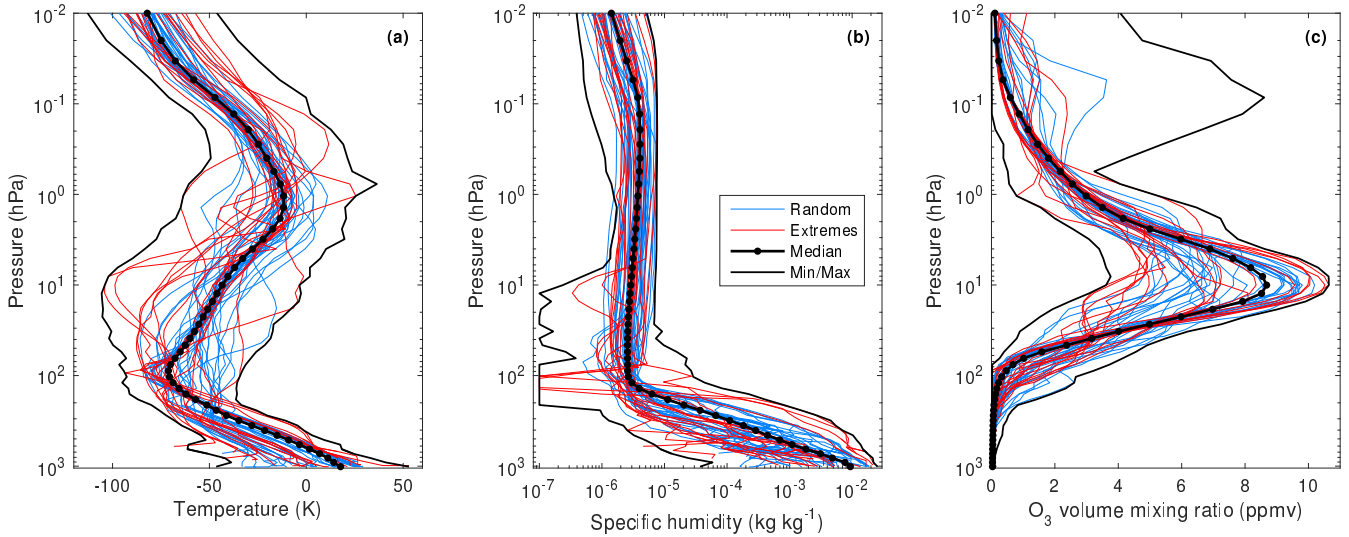 (a)
10^-2
10^-1
10^0
10^1
10^2
10^3
Pressure (hPa)
-100 -50 0 50
Temperature (K)
(b)
10^-2
10^-1
10^0
10^1
10^2
10^3
Pressure (hPa)
10^-7 10^-6 10^-5 10^-4 10^-3 10^-2
Specific humidity (kg kg^-1)
Random
Extremes
Median
Min/Max
(c)
10^-2
10^-1
10^0
10^1
10^2
10^3
Pressure (hPa)
0 2 4 6 8 10
O_3 volume mixing ratio (ppmv)